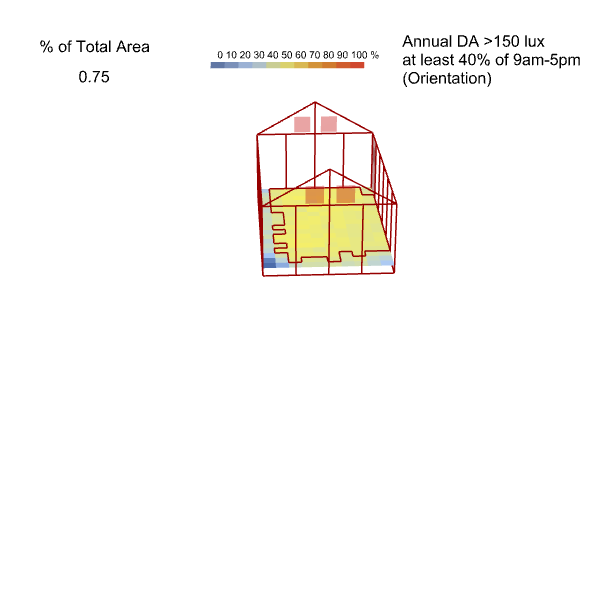 % of Total Area
0.75
0 10 20 30 40 50 60 70 80 90 100 %
Annual DA >150 lux
at least 40% of 9am-5pm
(Orientation)